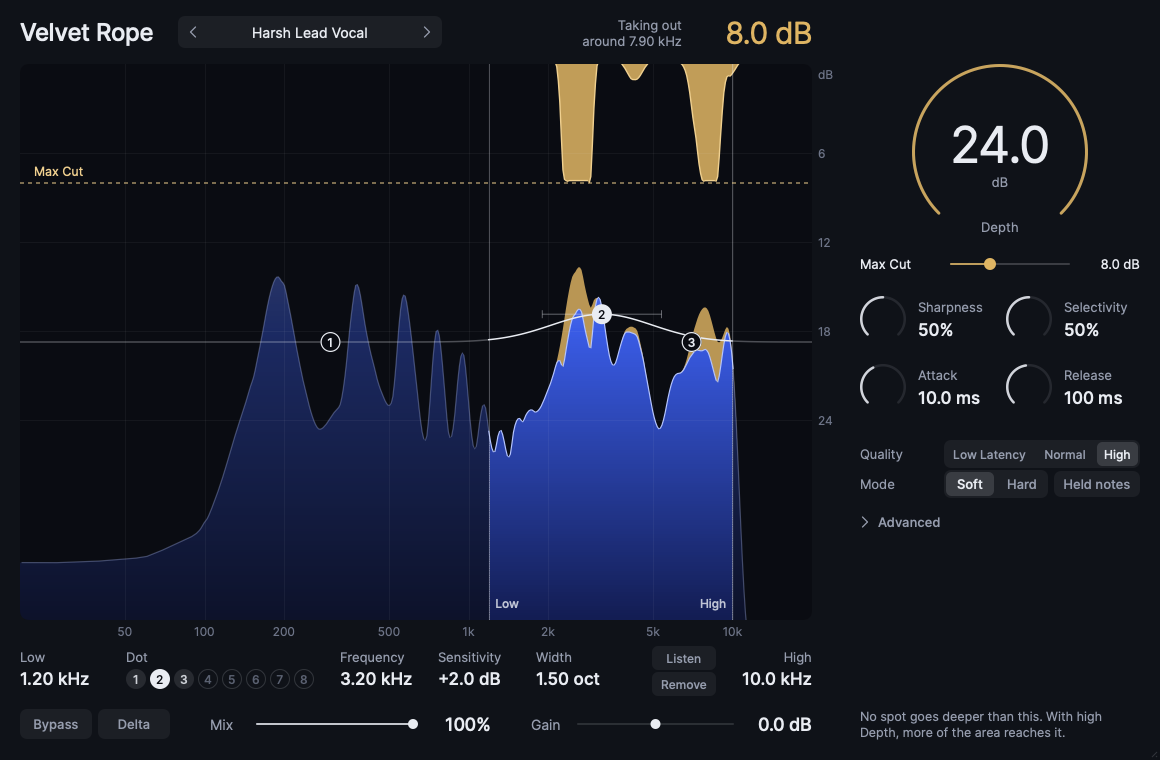 Velvet Rope
Harsh Lead Vocal
Taking out
around 7.90 kHz
8.0 dB
dB
Max Cut
6
12
18
24
1
2
3
Low
High
50
100
200
500
1k
2k
5k
10k
24.0
dB
Depth
Max Cut
8.0 dB
Sharpness
50%
Selectivity
50%
Attack
10.0 ms
Release
100 ms
Quality
Low Latency
Normal
High
Mode
Soft
Hard
Held notes
Advanced
Low
1.20 kHz
Dot
1 2 3 4 5 6 7 8
Frequency
3.20 kHz
Sensitivity
+2.0 dB
Width
1.50 oct
Listen
Remove
High
10.0 kHz
Bypass
Delta
Mix
100%
Gain
0.0 dB
No spot goes deeper than this. With high
Depth, more of the area reaches it.